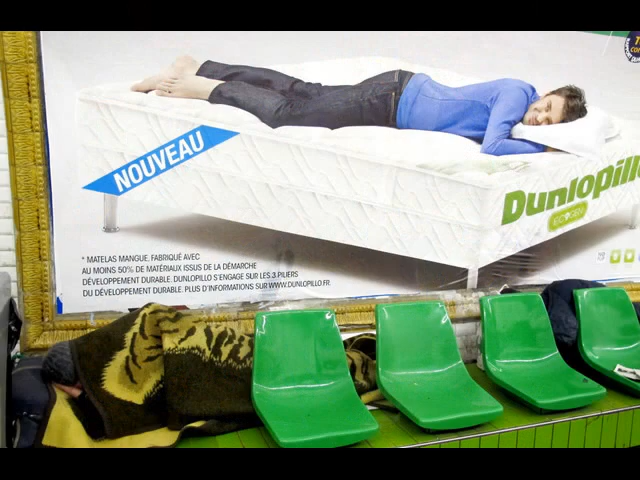 NOUVEAU
Dunlopillo
ECOGEN
* MATELAS MANGUE. FABRIQUÉ AVEC
AU MOINS 50% DE MATÉRIAUX ISSUS DE LA DÉMARCHE
DÉVELOPPEMENT DURABLE. DUNLOPILLO S'ENGAGE SUR LES 3 PILIERS
DU DÉVELOPPEMENT DURABLE. PLUS D'INFORMATIONS SUR WWW.DUNLOPILLO.FR